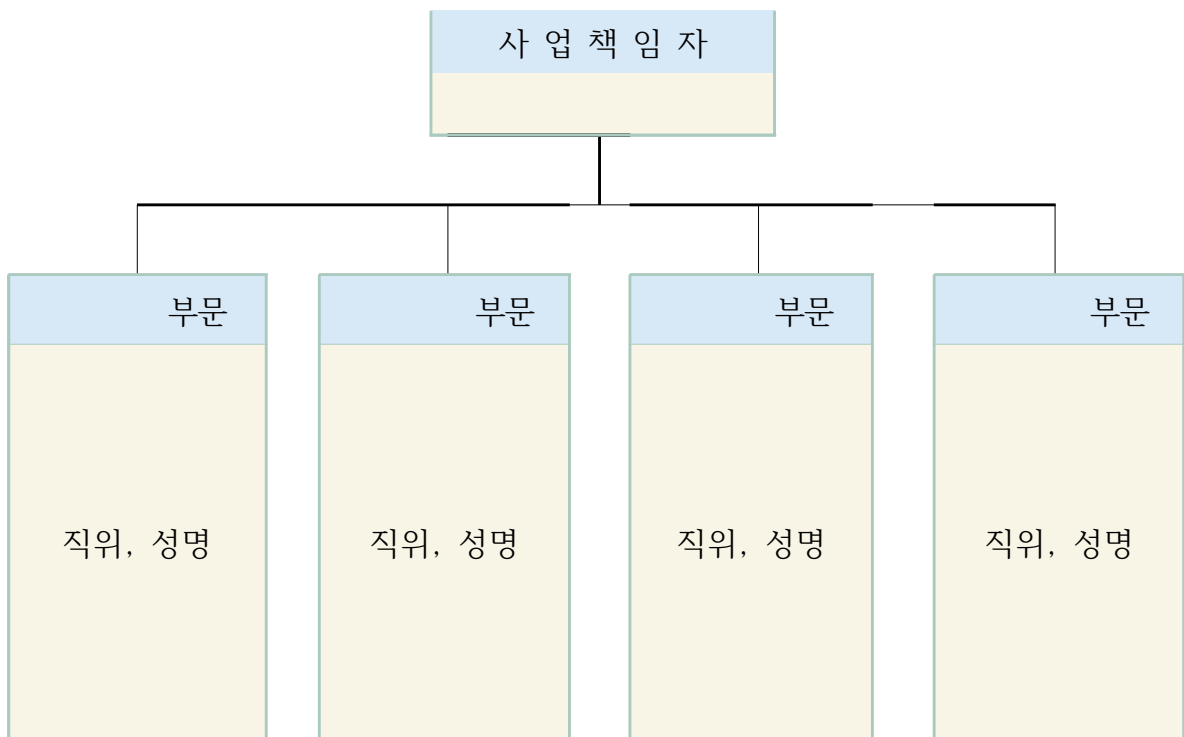 사 업 책 임 자
부문 부문 부문 부문
직위, 성명 직위, 성명 직위, 성명 직위, 성명